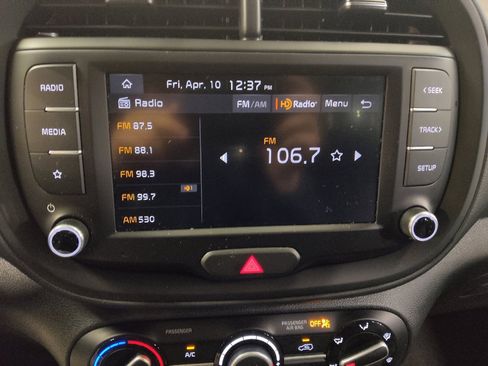 Fri, Apr. 10 12:37 PM
RADIO
Radio
FM/AM
HD Radio
Menu
< SEEK
FM 87.5
MEDIA
FM 88.1
FM
106.7
TRACK >
FM 98.3
FM 99.7 HD1
SETUP
AM 530
PASSENGER
PASSENGER AIR BAG OFF
A/C